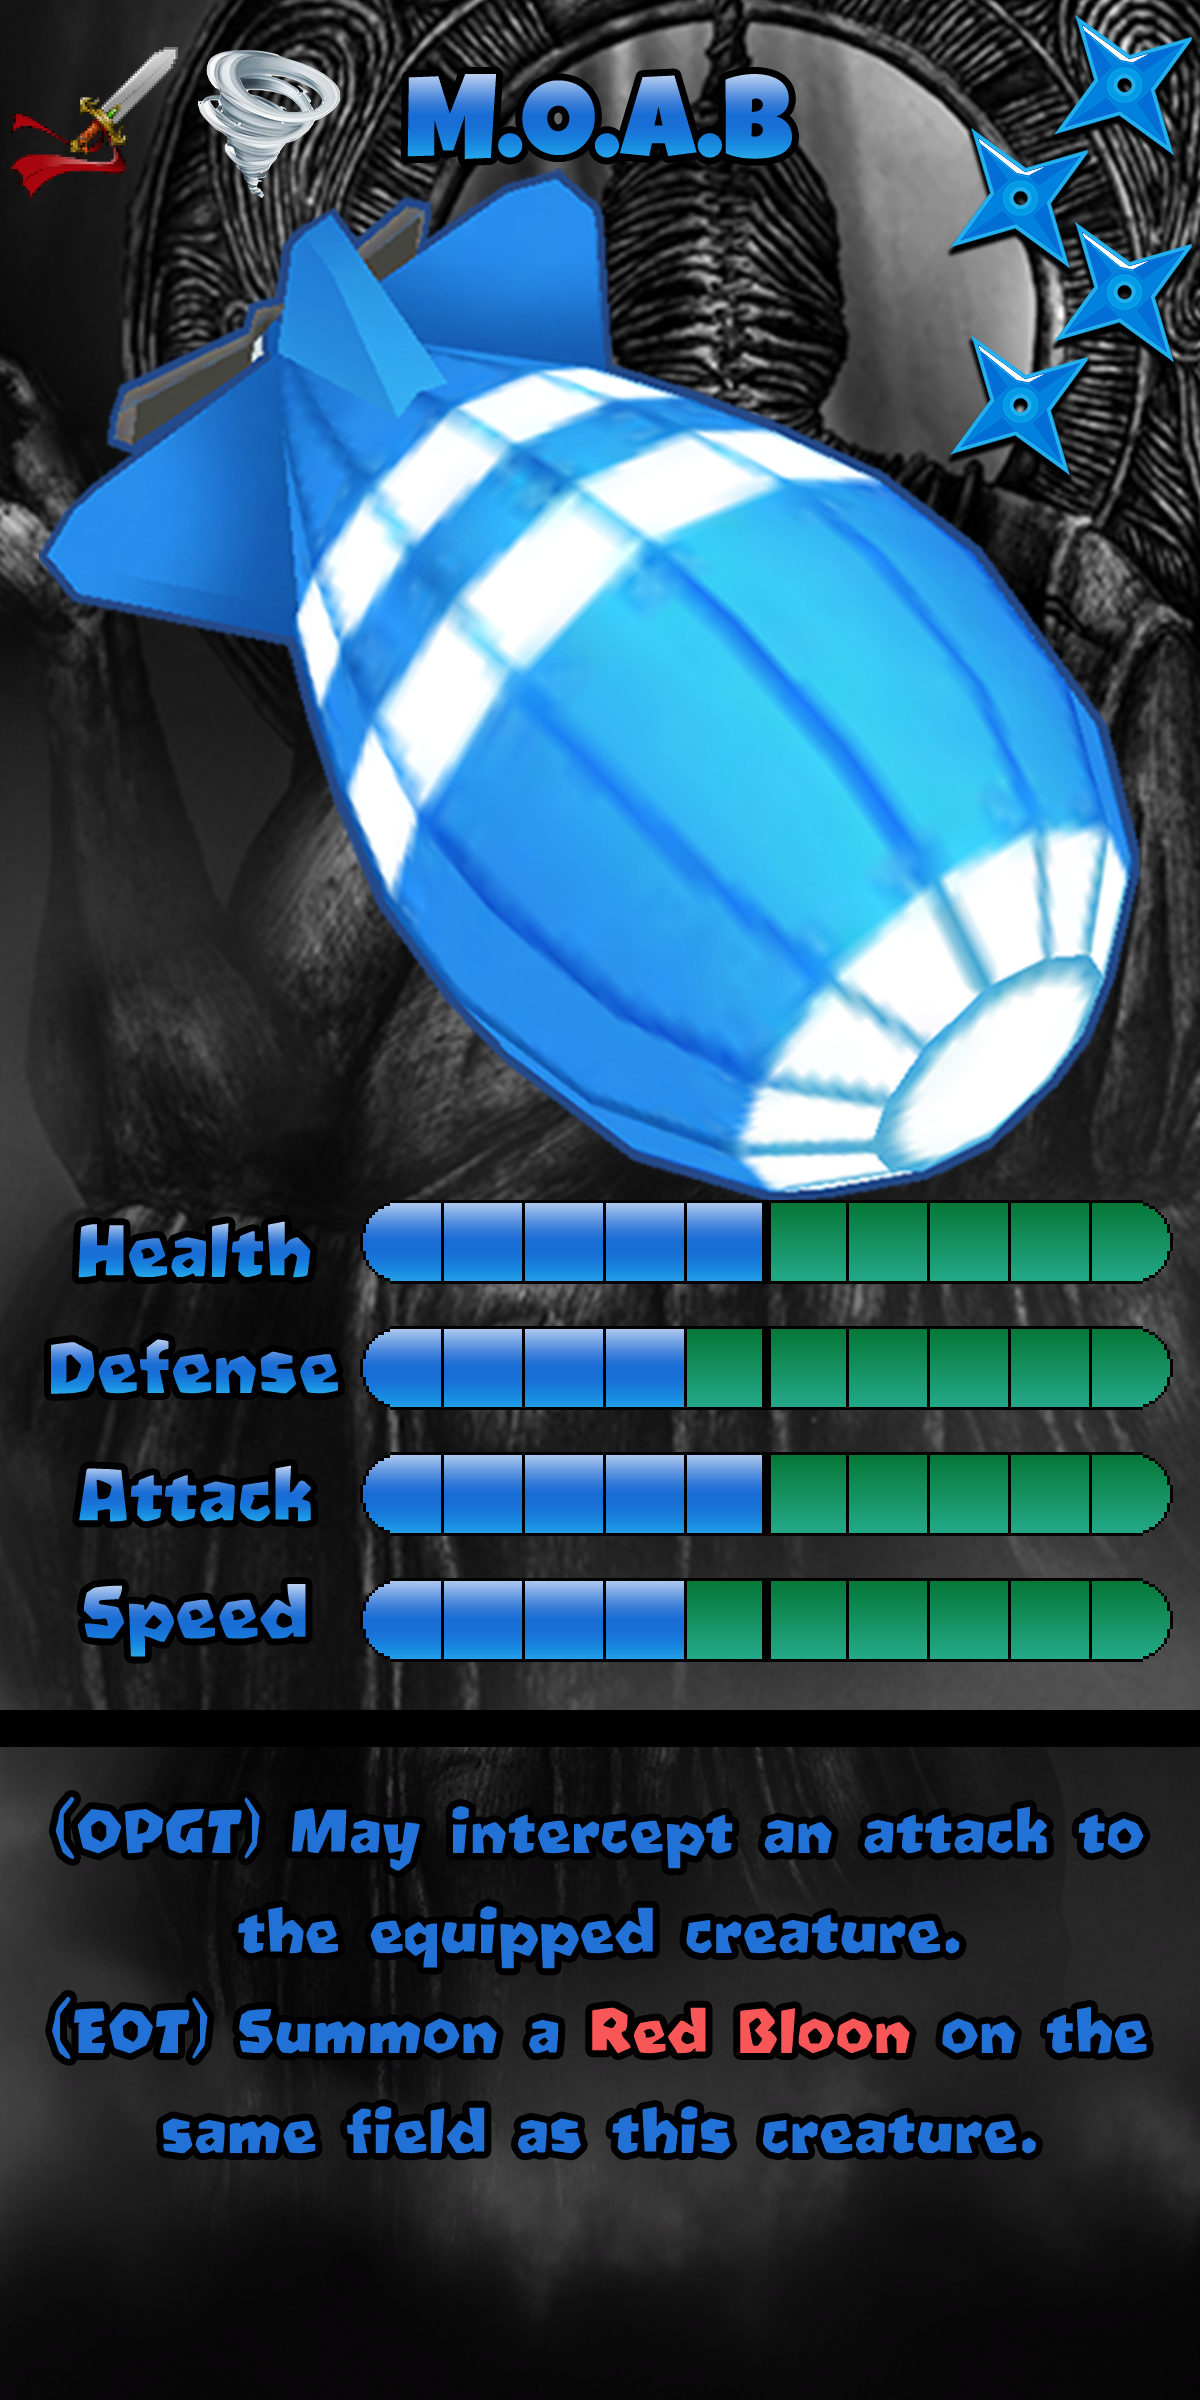 M.O.A.B
Health
Defense
Attack
Speed
(OPGT) May intercept an attack to
the equipped creature.
(EOT) Summon a Red Bloon on the
same field as this creature.